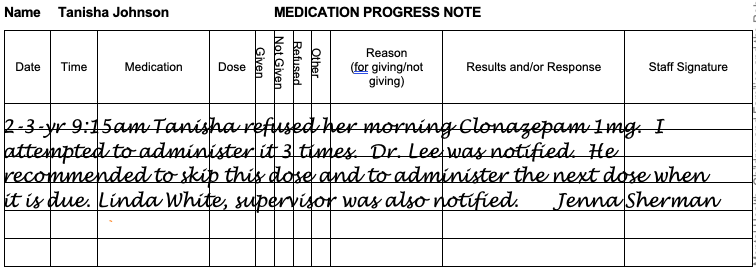 Name Tanisha Johnson MEDICATION PROGRESS NOTE
Date Time Medication Dose Given Not Given Refused Other Reason (for giving/not giving) Results and/or Response Staff Signature
2-3-yr 9:15am Tanisha refused her morning Clonazepam 1mg. I
attempted to administer it 3 times. Dr. Lee was notified. He
recommended to skip this dose and to administer the next dose when
it is due. Linda White, supervisor was also notified. Jenna Sherman